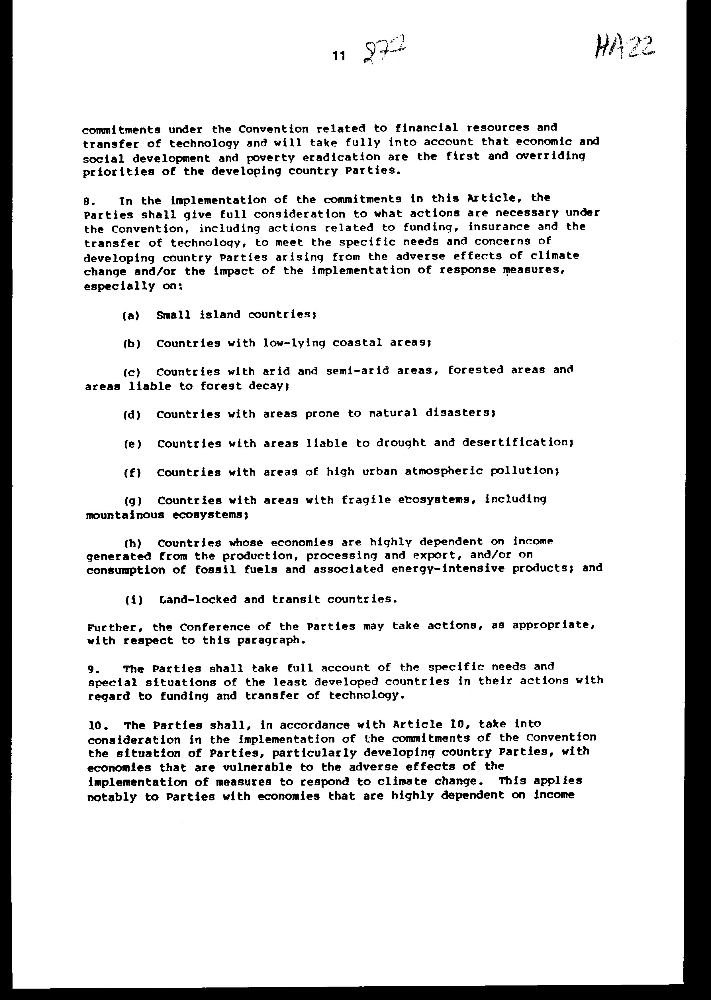 11 277 HA 22
commitments under the Convention related to financial resources and
transfer of technology and will take fully into account that economic and
social development and poverty eradication are the first and overriding
priorities of the developing country Parties.
8. In the implementation of the commitments in this Article, the
Parties shall give full consideration to what actions are necessary under
the Convention, including actions related to funding, insurance and the
transfer of technology, to meet the specific needs and concerns of
developing country Parties arising from the adverse effects of climate
change and/or the impact of the implementation of response measures,
especially on:
(a) Small island countries;
(b) Countries with low-lying coastal areas;
(c) Countries with arid and semi-arid areas, forested areas and
areas liable to forest decay;
(d) Countries with areas prone to natural disasters;
(e) Countries with areas liable to drought and desertification;
(f) Countries with areas of high urban atmospheric pollution;
(g) Countries with areas with fragile ecosystems, including
mountainous ecosystems;
(h) Countries whose economies are highly dependent on income
generated from the production, processing and export, and/or on
consumption of fossil fuels and associated energy-intensive products; and
(i) Land-locked and transit countries.
Further, the Conference of the Parties may take actions, as appropriate,
with respect to this paragraph.
9. The Parties shall take full account of the specific needs and
special situations of the least developed countries in their actions with
regard to funding and transfer of technology.
10. The Parties shall, in accordance with Article 10, take into
consideration in the implementation of the commitments of the Convention
the situation of Parties, particularly developing country Parties, with
economies that are vulnerable to the adverse effects of the
implementation of measures to respond to climate change. This applies
notably to Parties with economies that are highly dependent on income